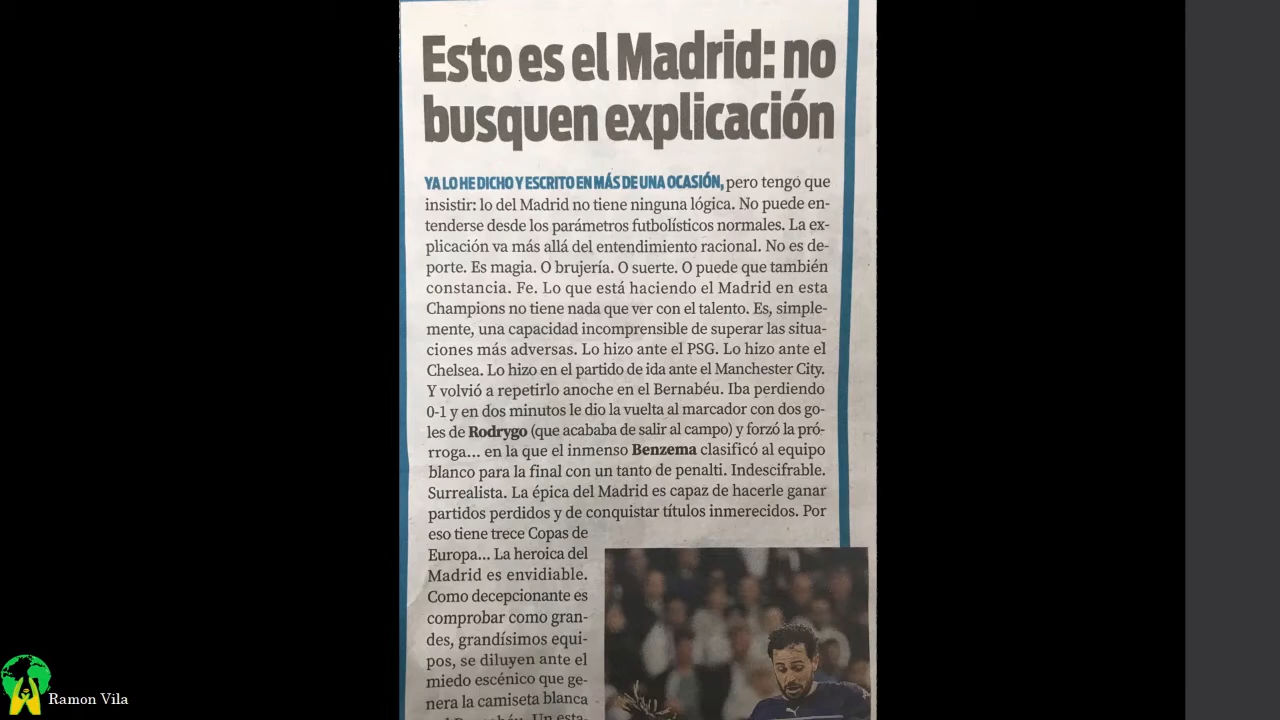 Esto es el Madrid: no
busquen explicación
YA LO HE DICHO Y ESCRITO EN MÁS DE UNA OCASIÓN, pero tengo que
insistir: lo del Madrid no tiene ninguna lógica. No puede en-
tenderse desde los parámetros futbolísticos normales. La ex-
plicación va más allá del entendimiento racional. No es de-
porte. Es magia. O brujería. O suerte. O puede que también
constancia. Fe. Lo que está haciendo el Madrid en esta
Champions no tiene nada que ver con el talento. Es, simple-
mente, una capacidad incomprensible de superar las situa-
ciones más adversas. Lo hizo ante el PSG. Lo hizo ante el
Chelsea. Lo hizo en el partido de ida ante el Manchester City.
Y volvió a repetirlo anoche en el Bernabéu. Iba perdiendo
0-1 y en dos minutos le dio la vuelta al marcador con dos go-
les de Rodrygo (que acababa de salir al campo) y forzó la pró-
rroga... en la que el inmenso Benzema clasificó al equipo
blanco para la final con un tanto de penalti. Indescifrable.
Surrealista. La épica del Madrid es capaz de hacerle ganar
partidos perdidos y de conquistar títulos inmerecidos. Por
eso tiene trece Copas de
Europa... La heroica del
Madrid es envidiable.
Como decepcionante es
comprobar como gran-
des, grandísimos equi-
pos, se diluyen ante el
miedo escénico que ge-
nera la camiseta blanca
Ramon Vila